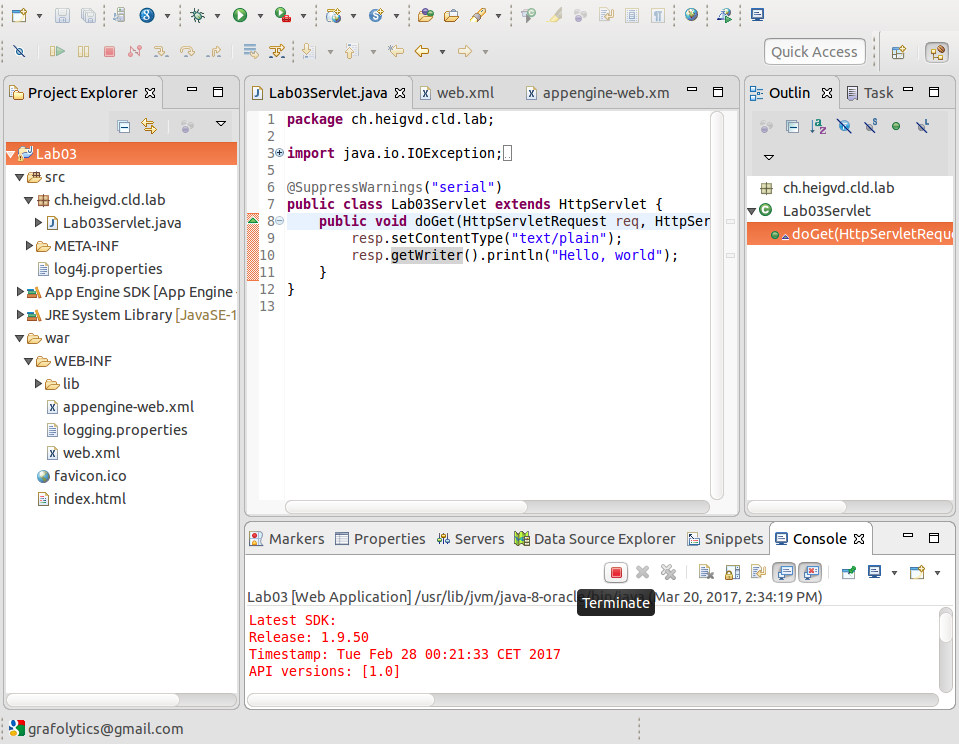 Quick Access
Project Explorer
Lab03
src
ch.heigvd.cld.lab
Lab03Servlet.java
META-INF
log4j.properties
App Engine SDK [App Engine
JRE System Library [JavaSE-1
war
WEB-INF
lib
appengine-web.xml
logging.properties
web.xml
favicon.ico
index.html
Lab03Servlet.java web.xml appengine-web.xm
1 package ch.heigvd.cld.lab;
2
3 import java.io.IOException;
5
6 @SuppressWarnings("serial")
7 public class Lab03Servlet extends HttpServlet {
8 public void doGet(HttpServletRequest req, HttpSer
9 resp.setContentType("text/plain");
10 resp.getWriter().println("Hello, world");
11 }
12 }
13
Outlin Task
ch.heigvd.cld.lab
Lab03Servlet
doGet(HttpServletReque
Markers Properties Servers Data Source Explorer Snippets Console
Lab03 [Web Application] /usr/lib/jvm/java-8-oracle/bin/java (Mar 20, 2017, 2:34:19 PM)
Terminate
Latest SDK:
Release: 1.9.50
Timestamp: Tue Feb 28 00:21:33 CET 2017
API versions: [1.0]
grafolytics@gmail.com